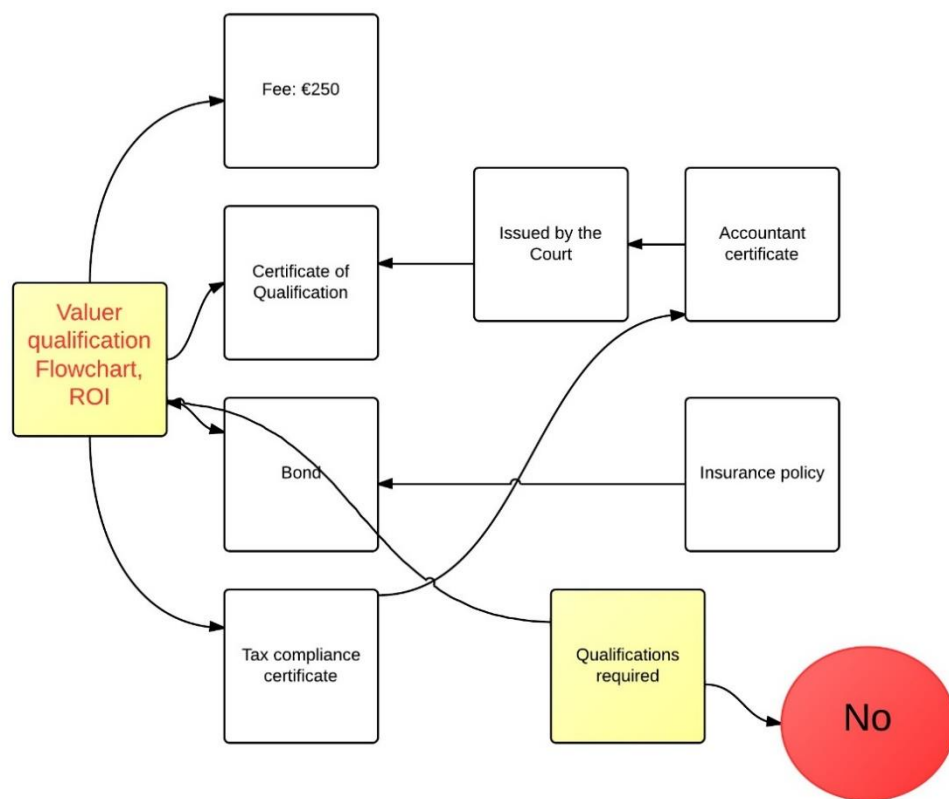 Fee: €250
Issued by the
Court
Accountant
certificate
Certificate of
Qualification
Valuer
qualification
Flowchart,
ROI
Bond
Insurance policy
Tax compliance
certificate
Qualifications
required
No